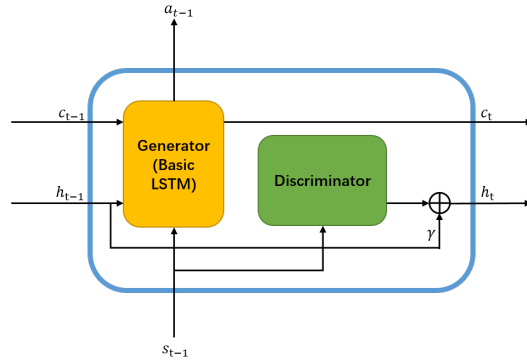 a_{t−1}
c_{t−1}
c_t
Generator
(Basic
LSTM)
Discriminator
h_{t−1}
h_t
γ
s_{t−1}